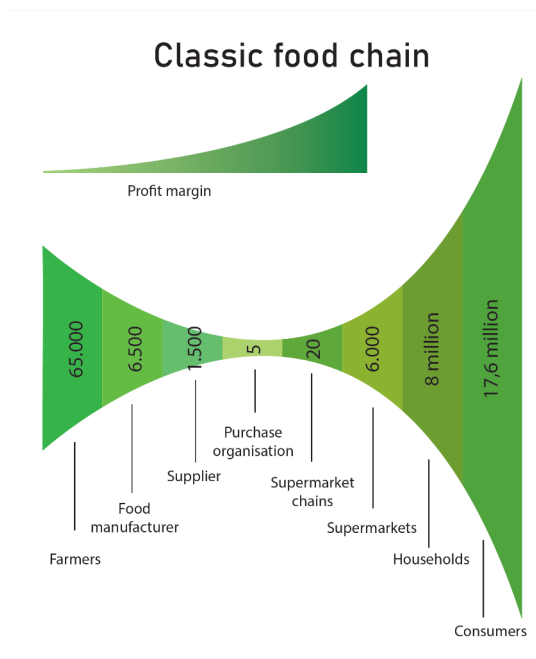 Classic food chain
Profit margin
65.000
6.500
1.500
5
20
6.000
8 million
17,6 million
Purchase
organisation
Supplier
Supermarket
chains
Food
manufacturer
Supermarkets
Farmers
Households
Consumers